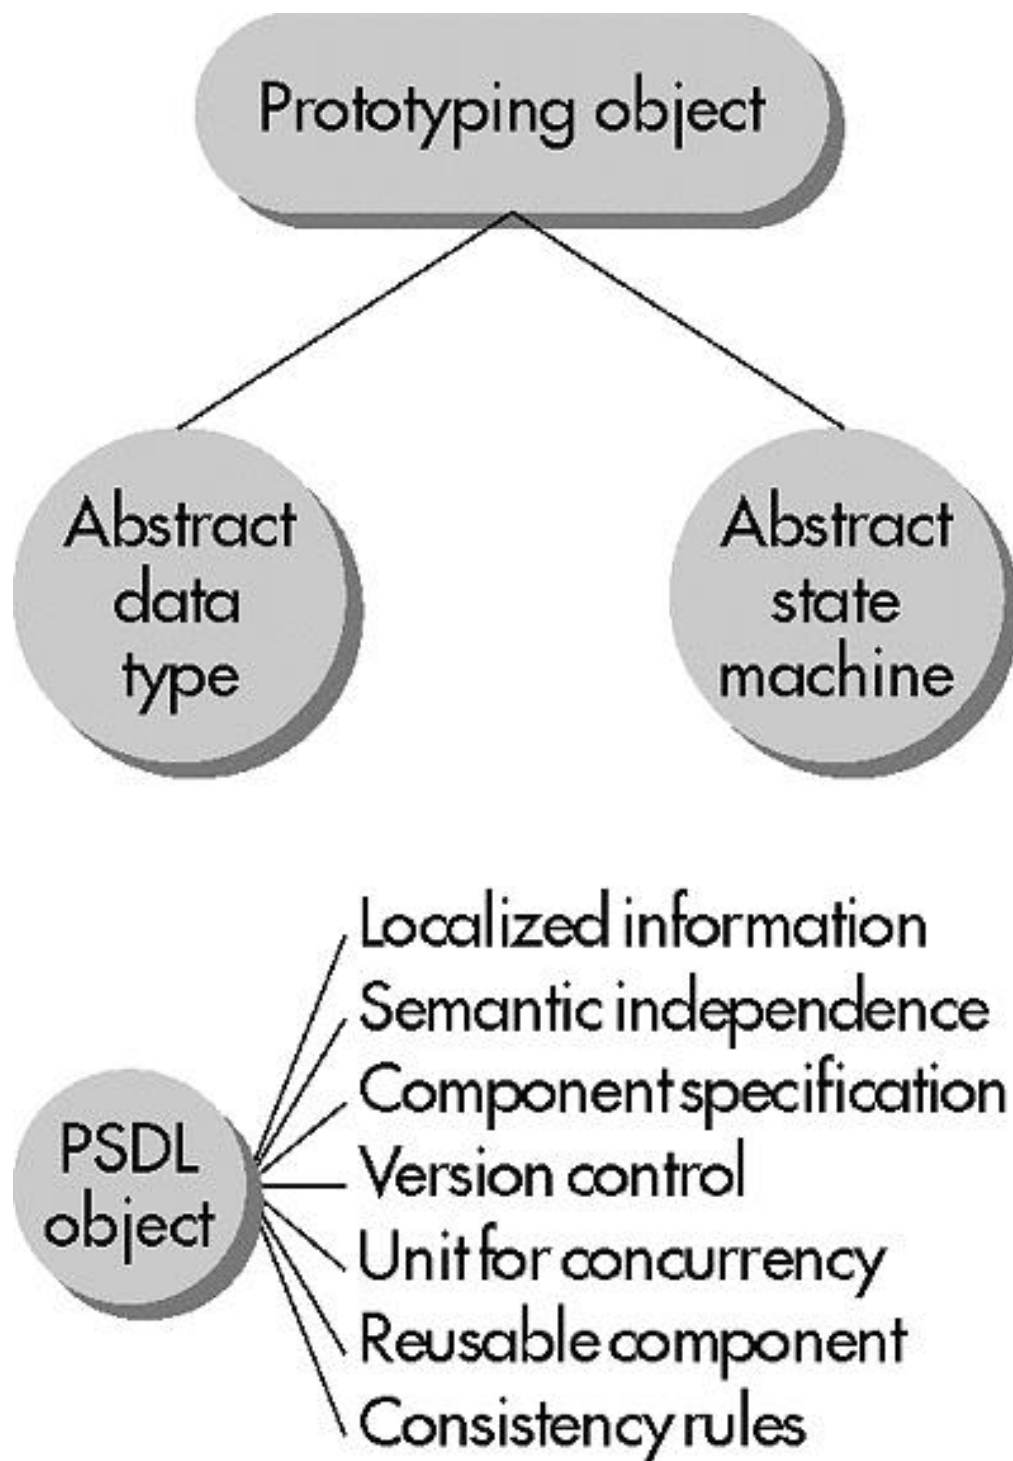 Prototyping object
Abstract
data
type
Abstract
state
machine
PSDL
object
Localized information
Semantic independence
Component specification
Version control
Unit for concurrency
Reusable component
Consistency rules